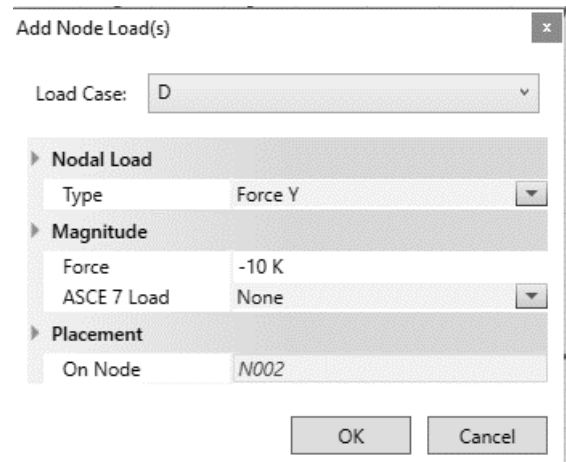 Add Node Load(s)
x
Load Case: D
Nodal Load
Type Force Y
Magnitude
Force -10 K
ASCE 7 Load None
Placement
On Node N002
OK Cancel